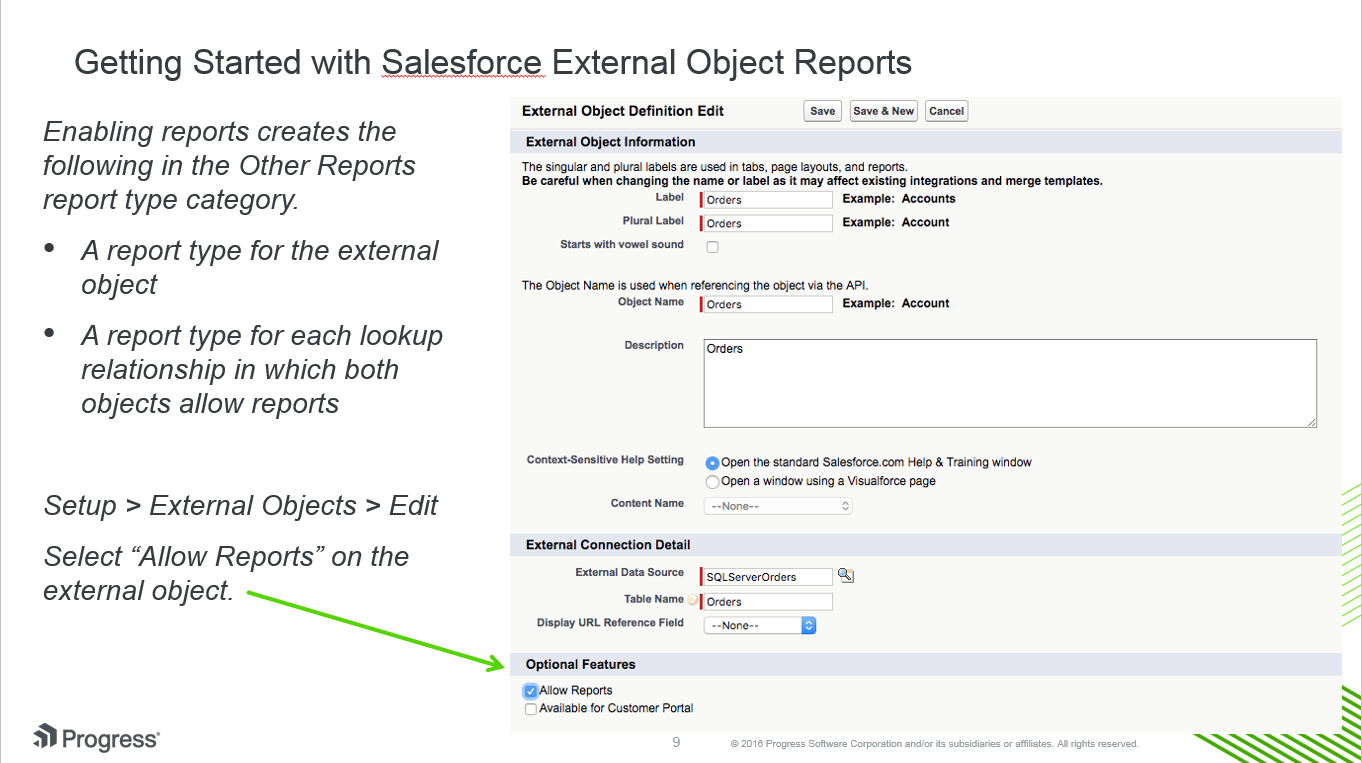 Getting Started with Salesforce External Object Reports
Enabling reports creates the
following in the Other Reports
report type category.
• A report type for the external
object
• A report type for each lookup
relationship in which both
objects allow reports
Setup > External Objects > Edit
Select “Allow Reports” on the
external object.
External Object Definition Edit Save Save & New Cancel
External Object Information
The singular and plural labels are used in tabs, page layouts, and reports.
Be careful when changing the name or label as it may affect existing integrations and merge templates.
Label Orders Example: Accounts
Plural Label Orders Example: Account
Starts with vowel sound
The Object Name is used when referencing the object via the API.
Object Name Orders Example: Account
Description Orders
Context-Sensitive Help Setting Open the standard Salesforce.com Help & Training window
Open a window using a Visualforce page
Content Name --None--
External Connection Detail
External Data Source SQLServerOrders
Table Name Orders
Display URL Reference Field --None--
Optional Features
Allow Reports
Available for Customer Portal
Progress
9
© 2016 Progress Software Corporation and/or its subsidiaries or affiliates. All rights reserved.